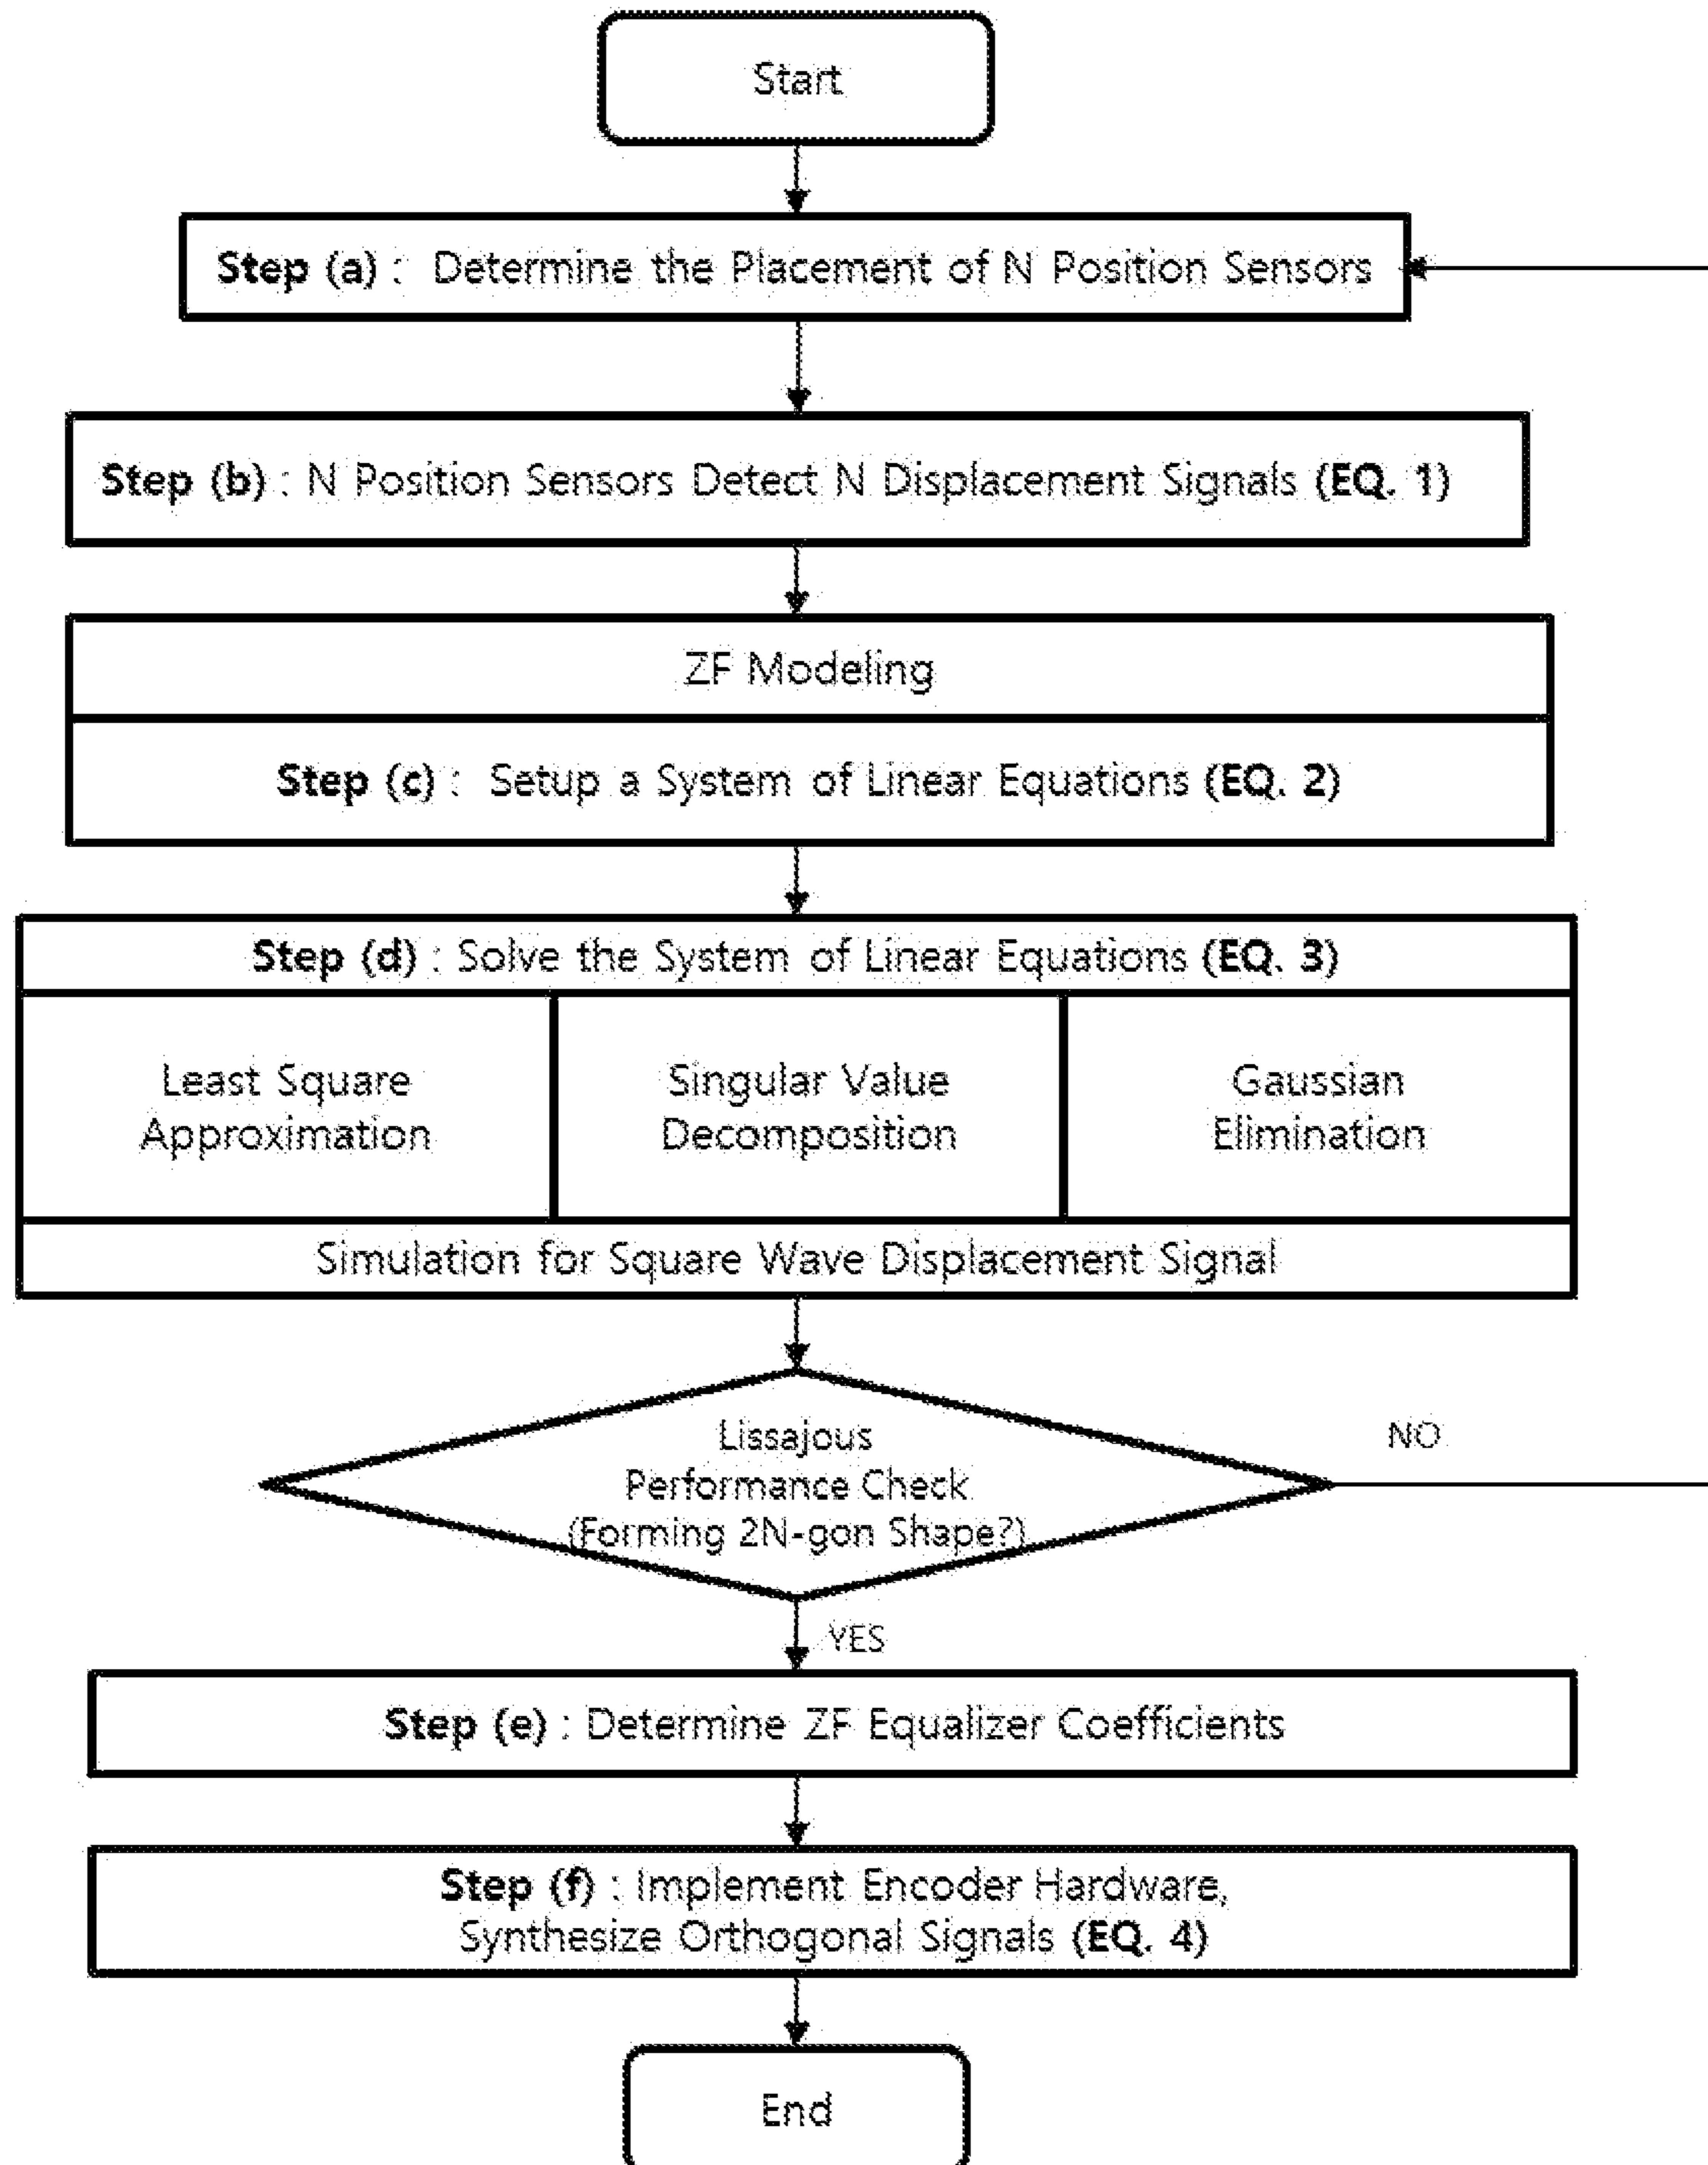 Start
Step (a) : Determine the Placement of N Position Sensors
Step (b) : N Position Sensors Detect N Displacement Signals (EQ. 1)
ZF Modeling
Step (c) : Setup a System of Linear Equations (EQ. 2)
Step (d) : Solve the System of Linear Equations (EQ. 3)
Least Square
Approximation
Singular Value
Decomposition
Gaussian
Elimination
Simulation for Square Wave Displacement Signal
Lissajous
Performance Check
(Forming 2N-gon Shape?)
NO
YES
Step (e) : Determine ZF Equalizer Coefficients
Step (f) : Implement Encoder Hardware,
Synthesize Orthogonal Signals (EQ. 4)
End